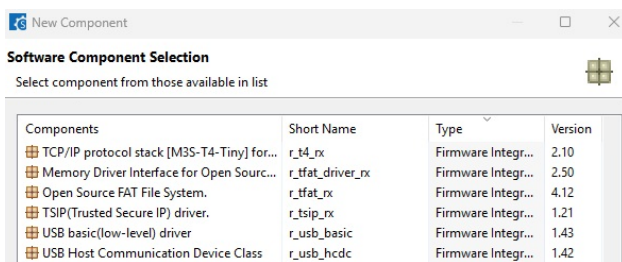 New Component
Software Component Selection
Select component from those available in list
Components Short Name Type Version
TCP/IP protocol stack [M3S-T4-Tiny] for... r_t4_rx Firmware Integr... 2.10
Memory Driver Interface for Open Sourc... r_tfat_driver_rx Firmware Integr... 2.50
Open Source FAT File System. r_tfat_rx Firmware Integr... 4.12
TSIP(Trusted Secure IP) driver. r_tsip_rx Firmware Integr... 1.21
USB basic(low-level) driver r_usb_basic Firmware Integr... 1.43
USB Host Communication Device Class r_usb_hcdc Firmware Integr... 1.42